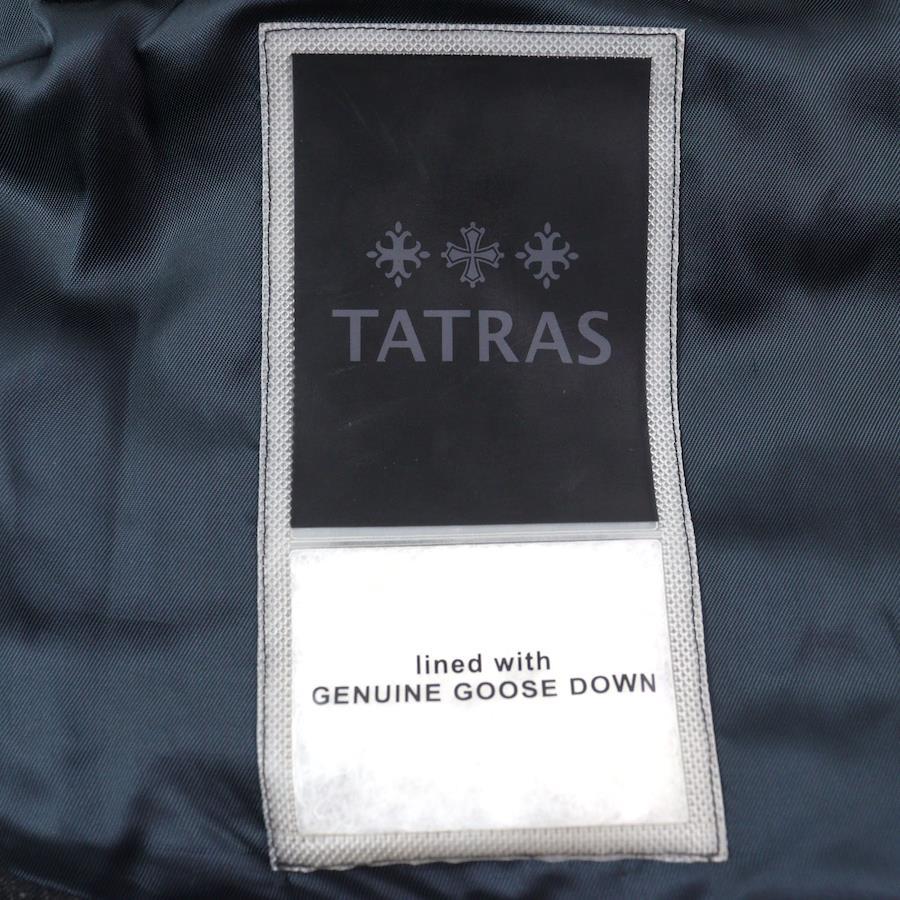 TATRAS
lined with
GENUINE GOOSE DOWN